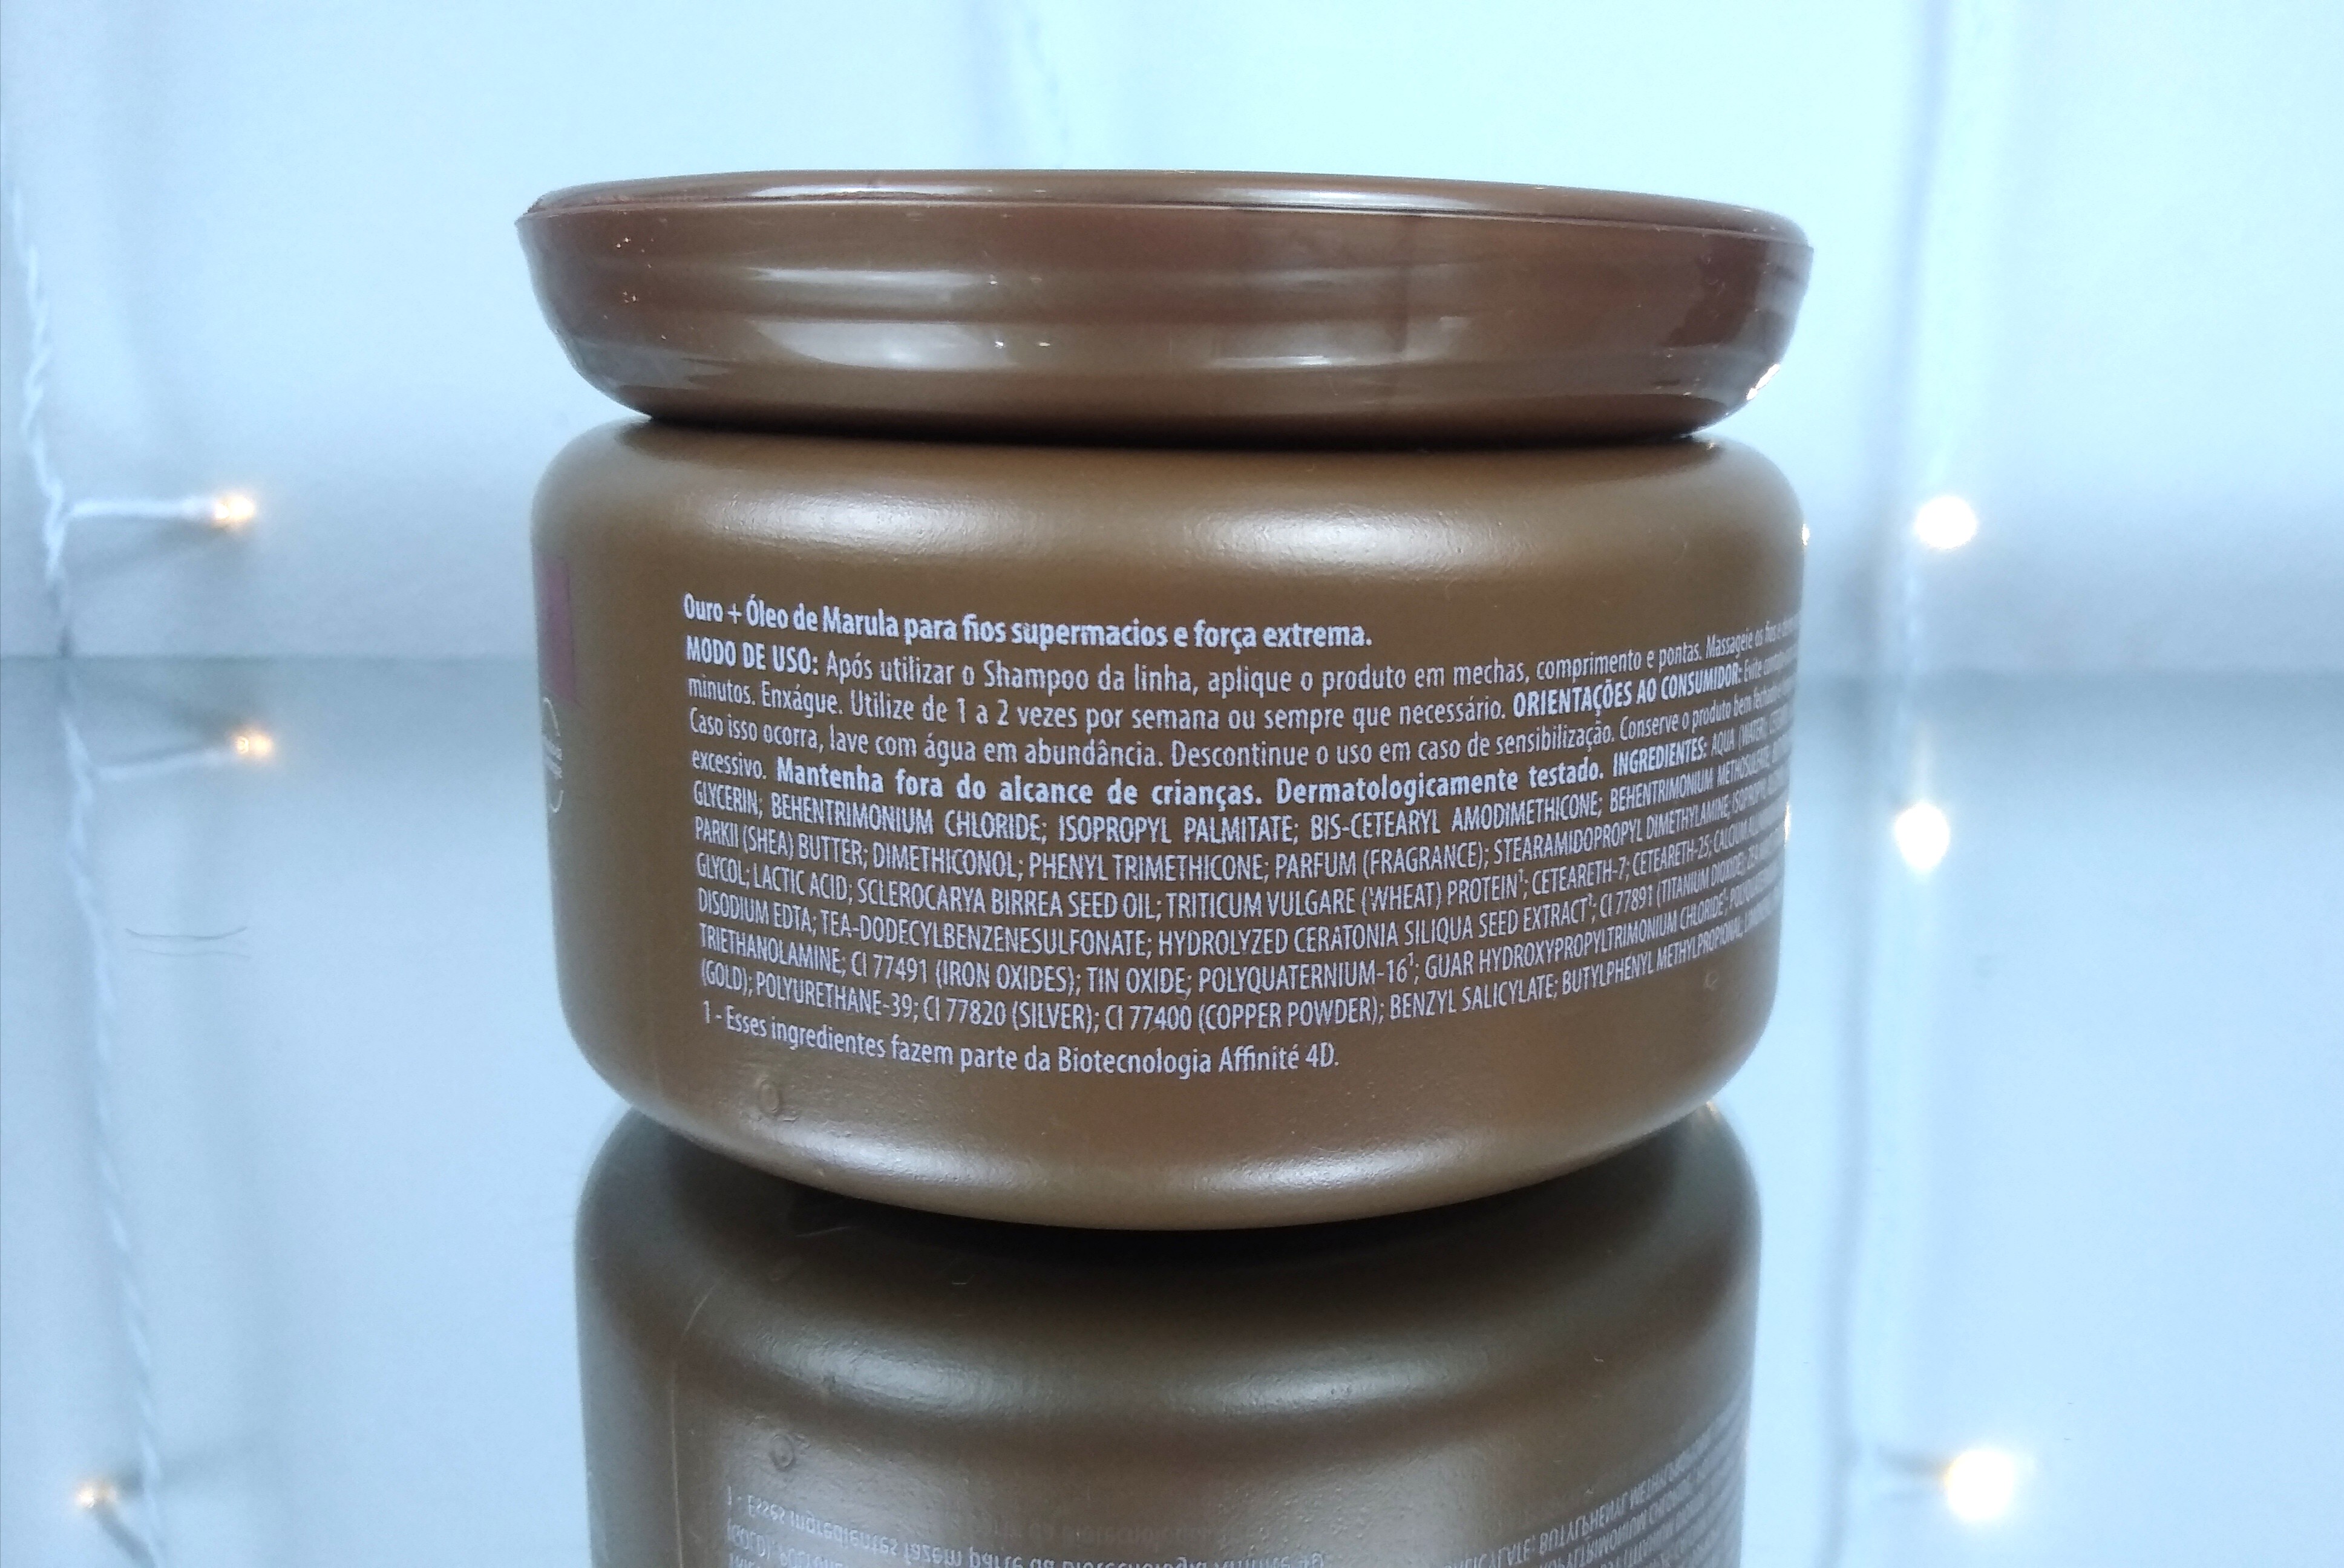 Ouro + Óleo de Marula para fios supermacios e força extrema.
MODO DE USO: Após utilizar o Shampoo da linha, aplique o produto em mechas, comprimento e pontas. Massageie os fios e
minutos. Enxágue. Utilize de 1 a 2 vezes por semana ou sempre que necessário. ORIENTAÇÕES AO CONSUMIDOR: Evite
Caso isso ocorra, lave com água em abundância. Descontinue o uso em caso de sensibilização. Conserve o produto bem
excessivo. Mantenha fora do alcance de crianças. Dermatologicamente testado. INGREDIENTES: AQUA (WATER);
GLYCERIN; BEHENTRIMONIUM CHLORIDE; ISOPROPYL PALMITATE; BIS-CETEARYL AMODIMETHICONE; BEHENTRIMONIUM METHOSULFATE;
PARKII (SHEA) BUTTER; DIMETHICONOL; PHENYL TRIMETHICONE; PARFUM (FRAGRANCE); STEARAMIDOPROPYL DIMETHYLAMINE; ISOPROPYL
GLYCOL; LACTIC ACID; SCLEROCARYA BIRREA SEED OIL; TRITICUM VULGARE (WHEAT) PROTEIN¹; CETEARETH-7; CETEARETH-25; CALCIUM
DISODIUM EDTA; TEA-DODECYLBENZENESULFONATE; HYDROLYZED CERATONIA SILIQUA SEED EXTRACT¹; CI 77891 (TITANIUM DIOXIDE); ZEA
TRIETHANOLAMINE; CI 77491 (IRON OXIDES); TIN OXIDE; POLYQUATERNIUM-16¹; GUAR HYDROXYPROPYLTRIMONIUM CHLORIDE¹;
(GOLD); POLYURETHANE-39; CI 77820 (SILVER); CI 77400 (COPPER POWDER); BENZYL SALICYLATE; BUTYLPHENYL METHYLPROPIONAL;
1 - Esses ingredientes fazem parte da Biotecnologia Affinité 4D.